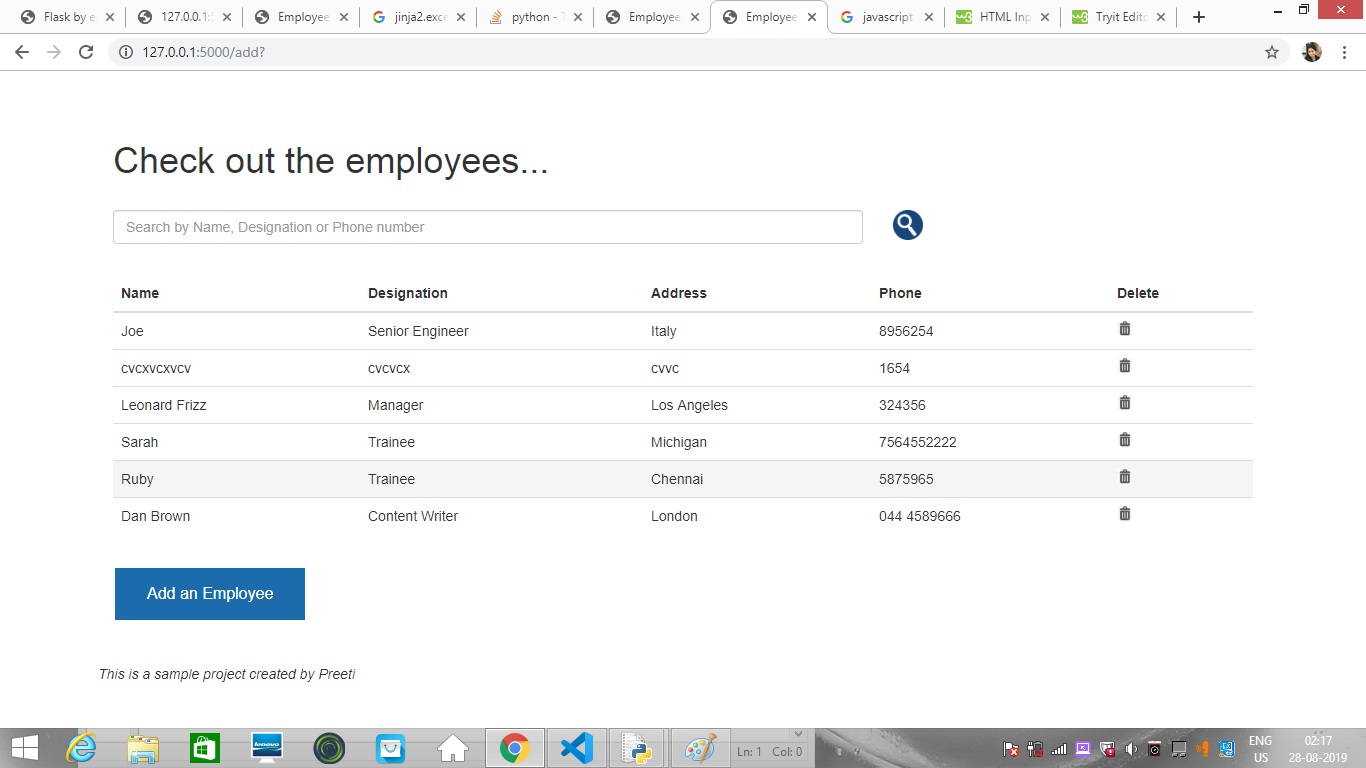 Flask by e
127.0.0.1:5
Employee
jinja2.exce
python - T
Employee
Employee
javascript
HTML Inp
Tryit Edito
127.0.0.1:5000/add?
Check out the employees...
Search by Name, Designation or Phone number
Name Designation Address Phone Delete
Joe Senior Engineer Italy 8956254
cvcxvcxvcv cvcvcx cvvc 1654
Leonard Frizz Manager Los Angeles 324356
Sarah Trainee Michigan 7564552222
Ruby Trainee Chennai 5875965
Dan Brown Content Writer London 044 4589666
Add an Employee
This is a sample project created by Preeti
lenovo
Ln: 1 Col: 0
ENG
US
02:17
28-08-2019